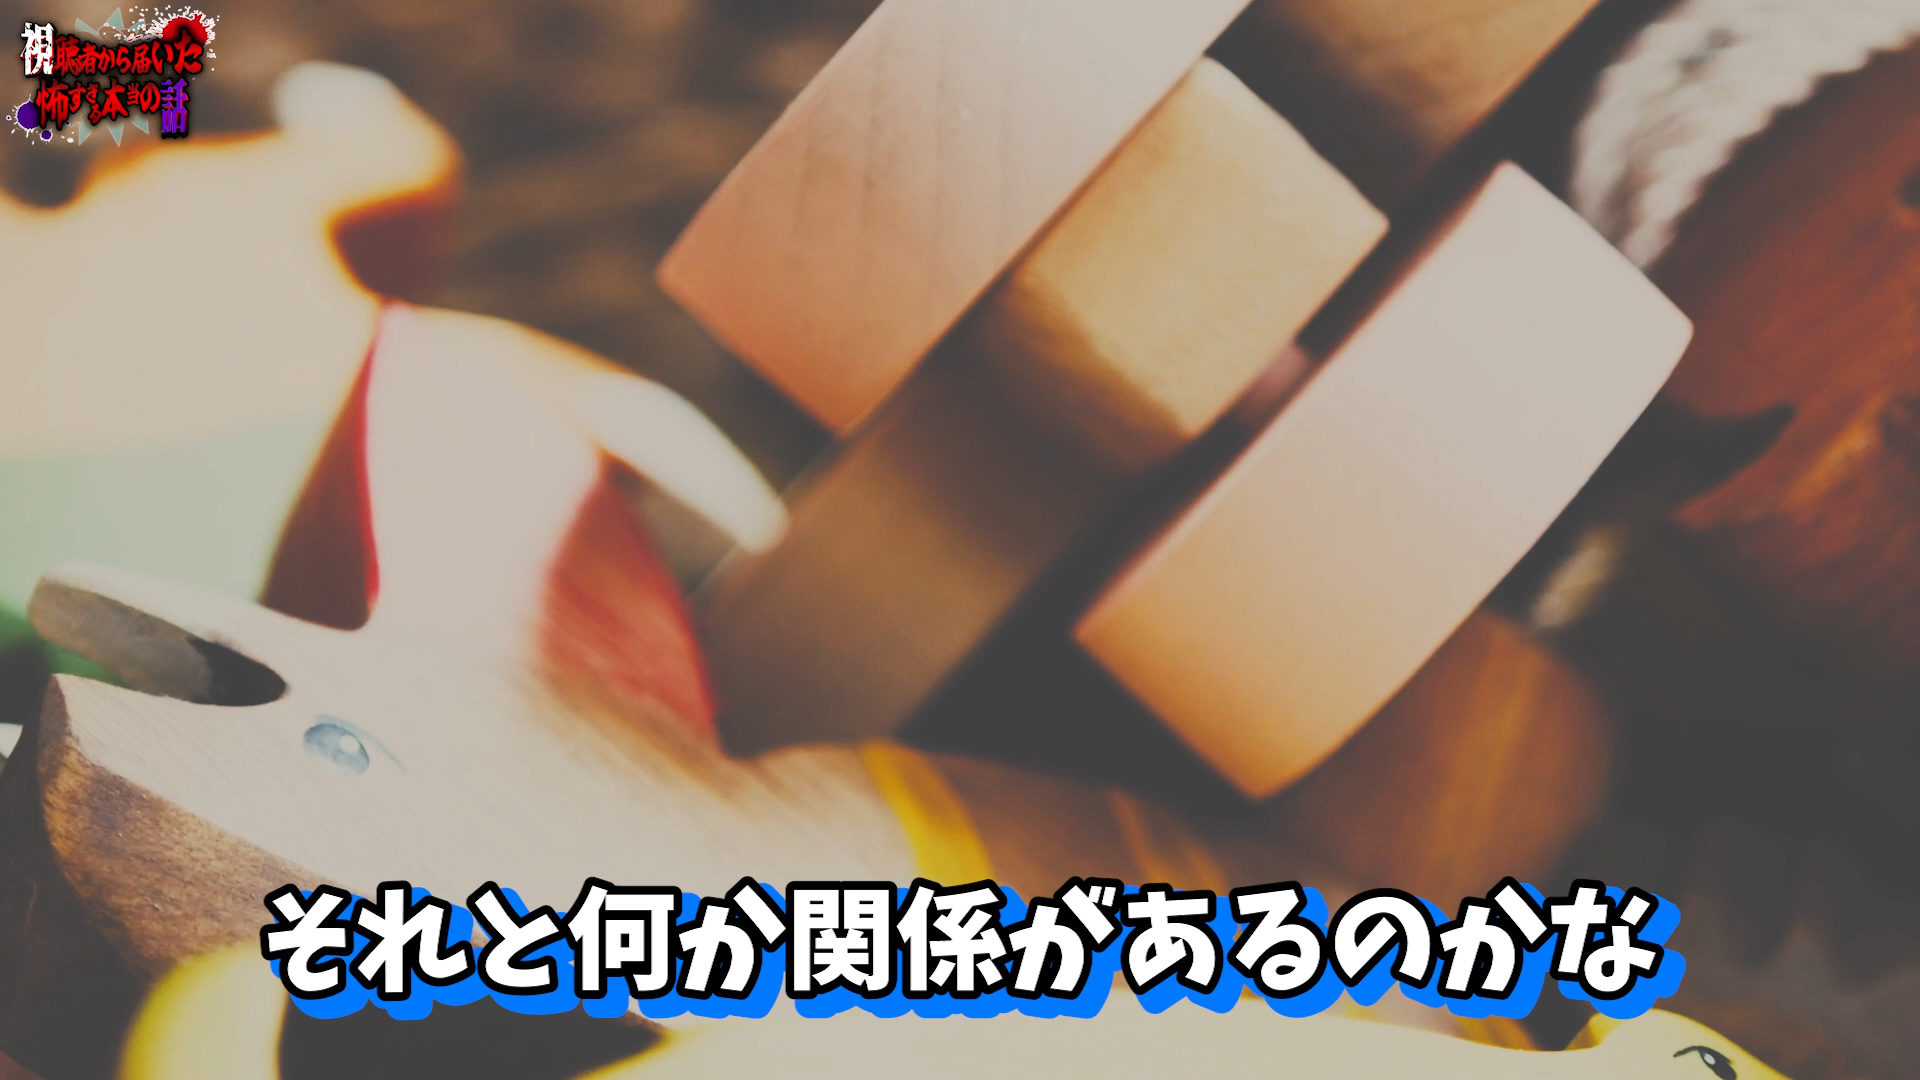 視聴者から届いた
怖すぎる本当の話
それと何か関係があるのかな